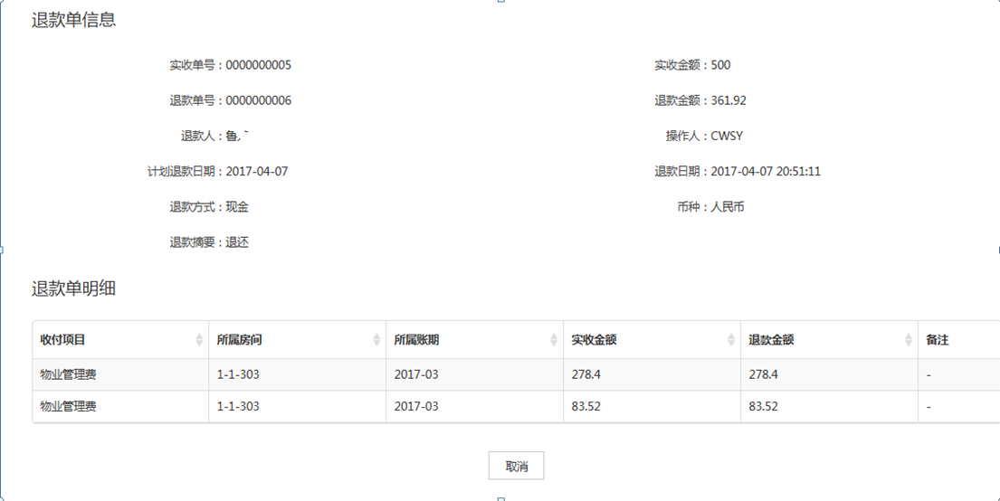 退款单信息
实收单号：0000000005 实收金额：500
退款单号：0000000006 退款金额：361.92
退款人：鲁 操作人：CWSY
计划退款日期：2017-04-07 退款日期：2017-04-07 20:51:11
退款方式：现金 币种：人民币
退款摘要：退还
退款单明细
收付项目 所属房间 所属账期 实收金额 退款金额 备注
物业管理费 1-1-303 2017-03 278.4 278.4 -
物业管理费 1-1-303 2017-03 83.52 83.52 -
取消